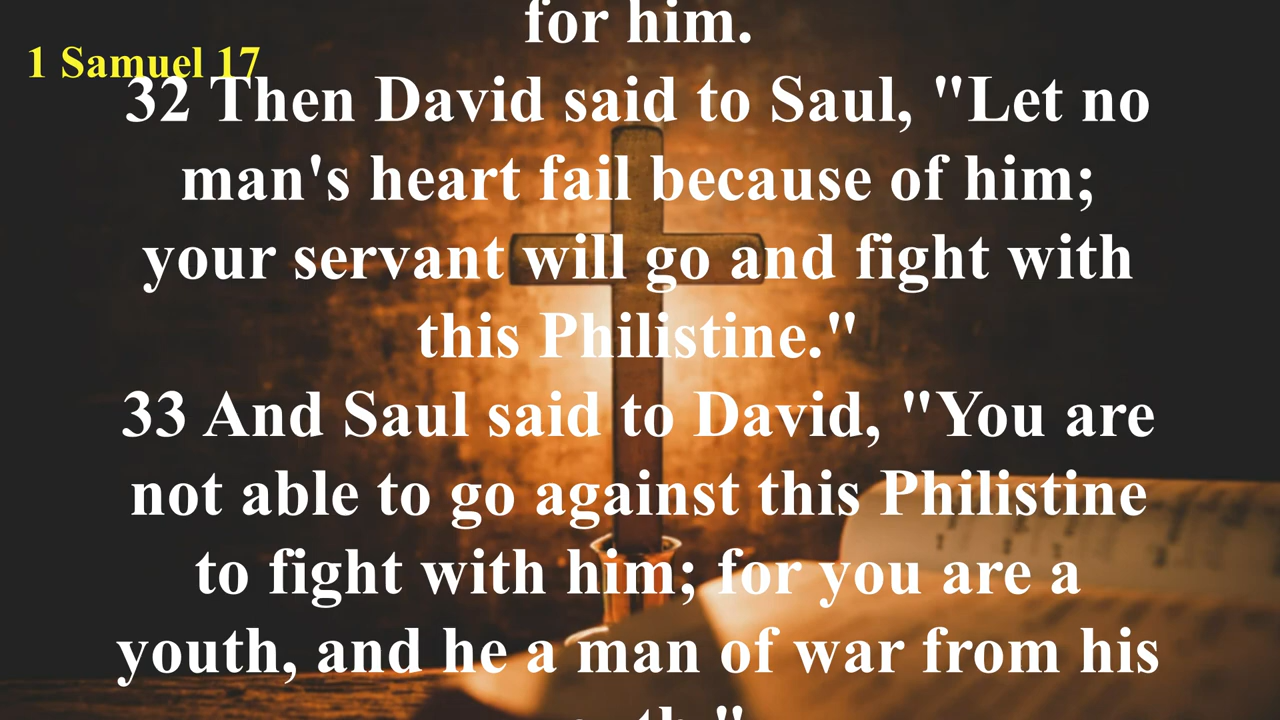 for him.
1 Samuel 17
32 Then David said to Saul, "Let no
man's heart fail because of him;
your servant will go and fight with
this Philistine."
33 And Saul said to David, "You are
not able to go against this Philistine
to fight with him; for you are a
youth, and he a man of war from his